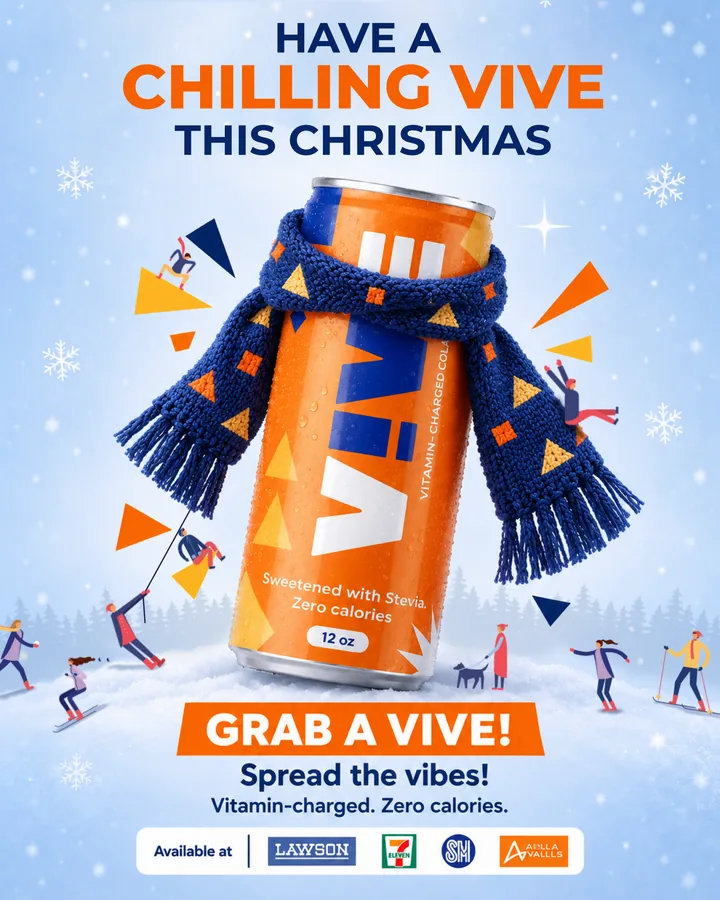 HAVE A
CHILLING VIVE
THIS CHRISTMAS
VIVE
VITAMIN-CHARGED COLA
Sweetened with Stevia.
Zero calories
12 oz
GRAB A VIVE!
Spread the vibes!
Vitamin-charged. Zero calories.
Available at
LAWSON
7
ELEVEN
SM
VALLLS